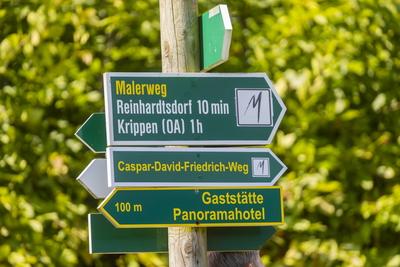 Malerweg
Reinhardtsdorf 10 min
Krippen (OA) 1h
Caspar-David-Friedrich-Weg
100 m Gaststätte
Panoramahotel